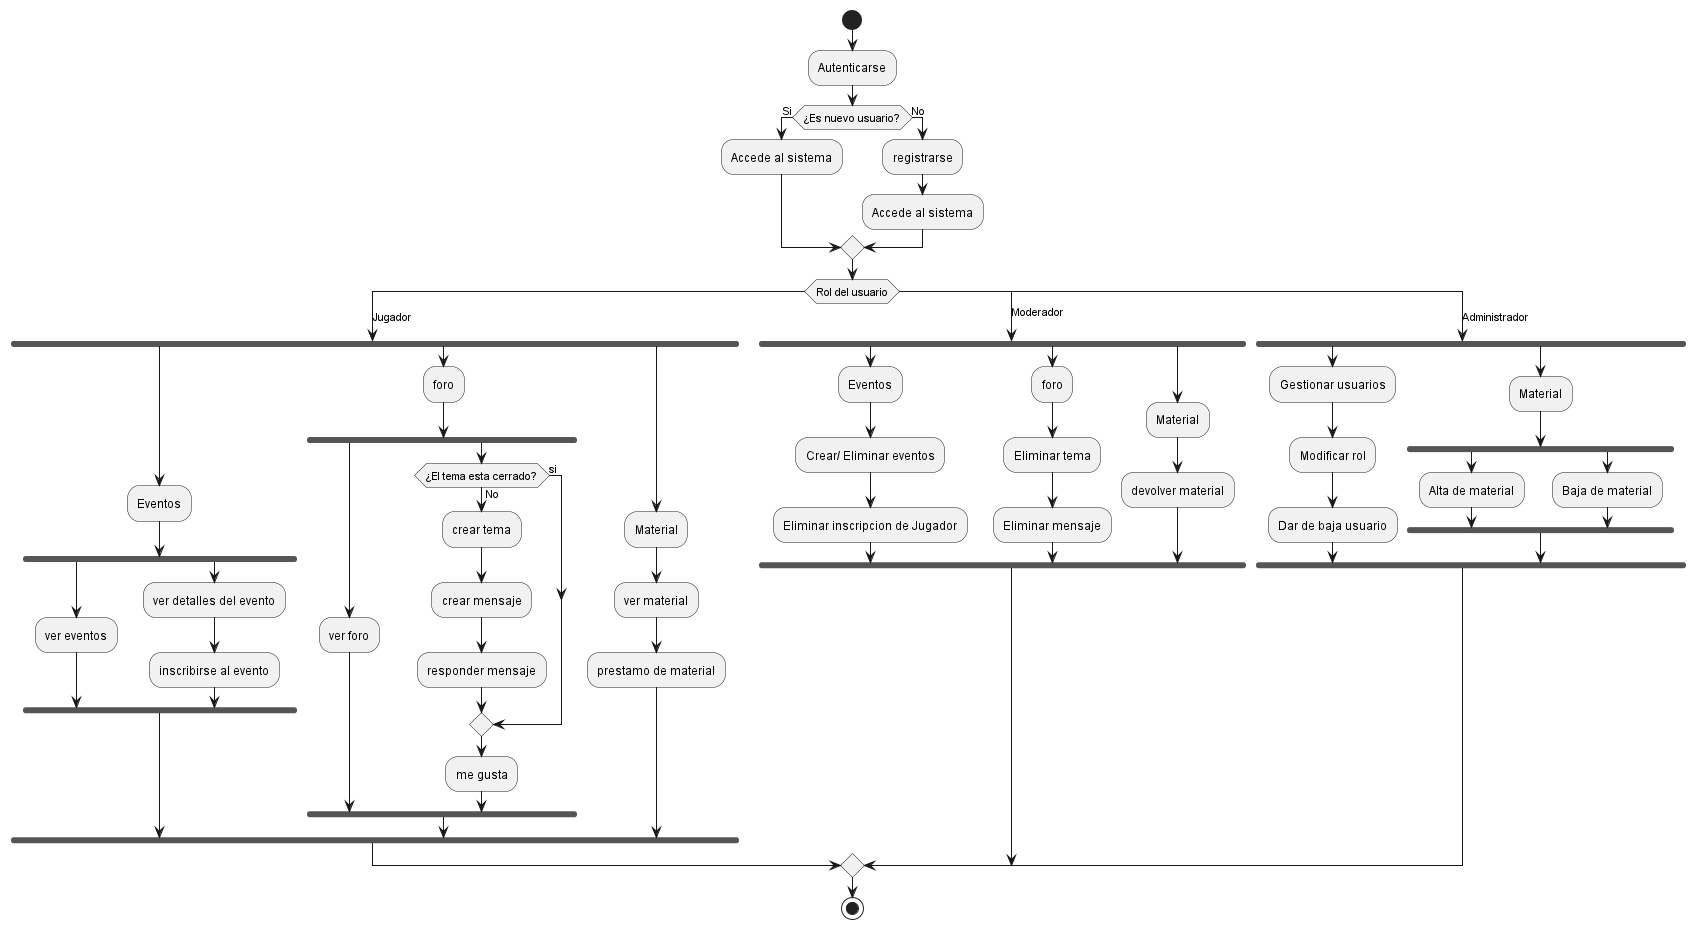 Autenticarse
Si
¿Es nuevo usuario?
No
Accede al sistema
registrarse
Accede al sistema
Rol del usuario
Jugador
Moderador
Administrador
Eventos
ver eventos
ver detalles del evento
inscribirse al evento
foro
ver foro
¿El tema esta cerrado?
si
No
crear tema
crear mensaje
responder mensaje
me gusta
Material
ver material
prestamo de material
Eventos
Crear/ Eliminar eventos
Eliminar inscripcion de Jugador
foro
Eliminar tema
Eliminar mensaje
Material
devolver material
Gestionar usuarios
Modificar rol
Dar de baja usuario
Material
Alta de material
Baja de material